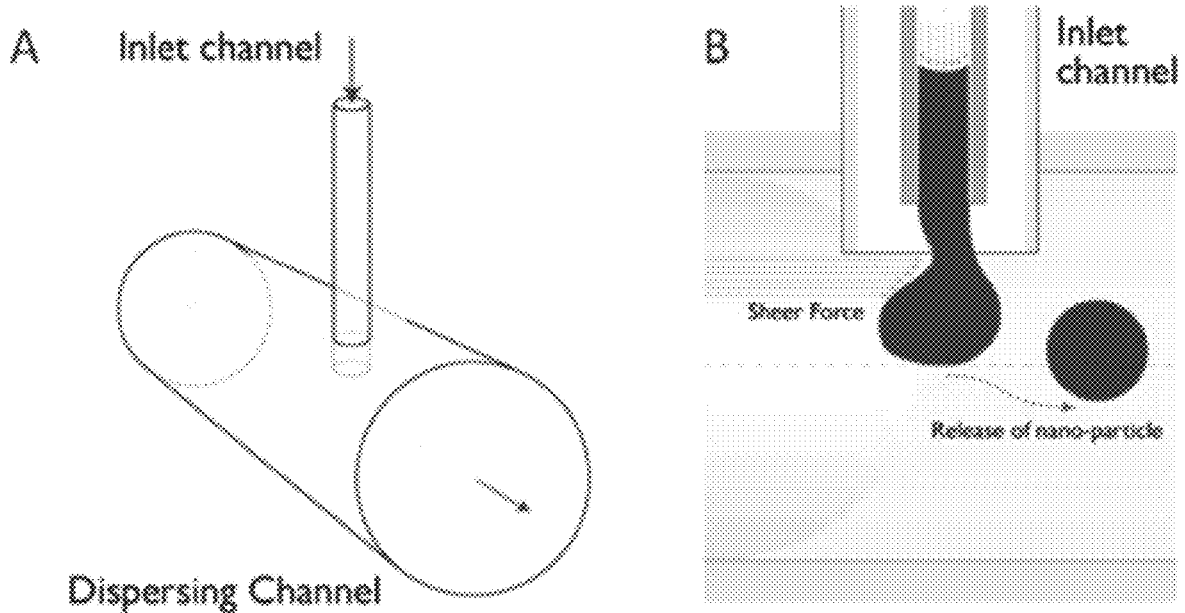 A
Inlet channel
Dispersing Channel
B
Inlet
channel
Sheer Force
Release of nano-particle